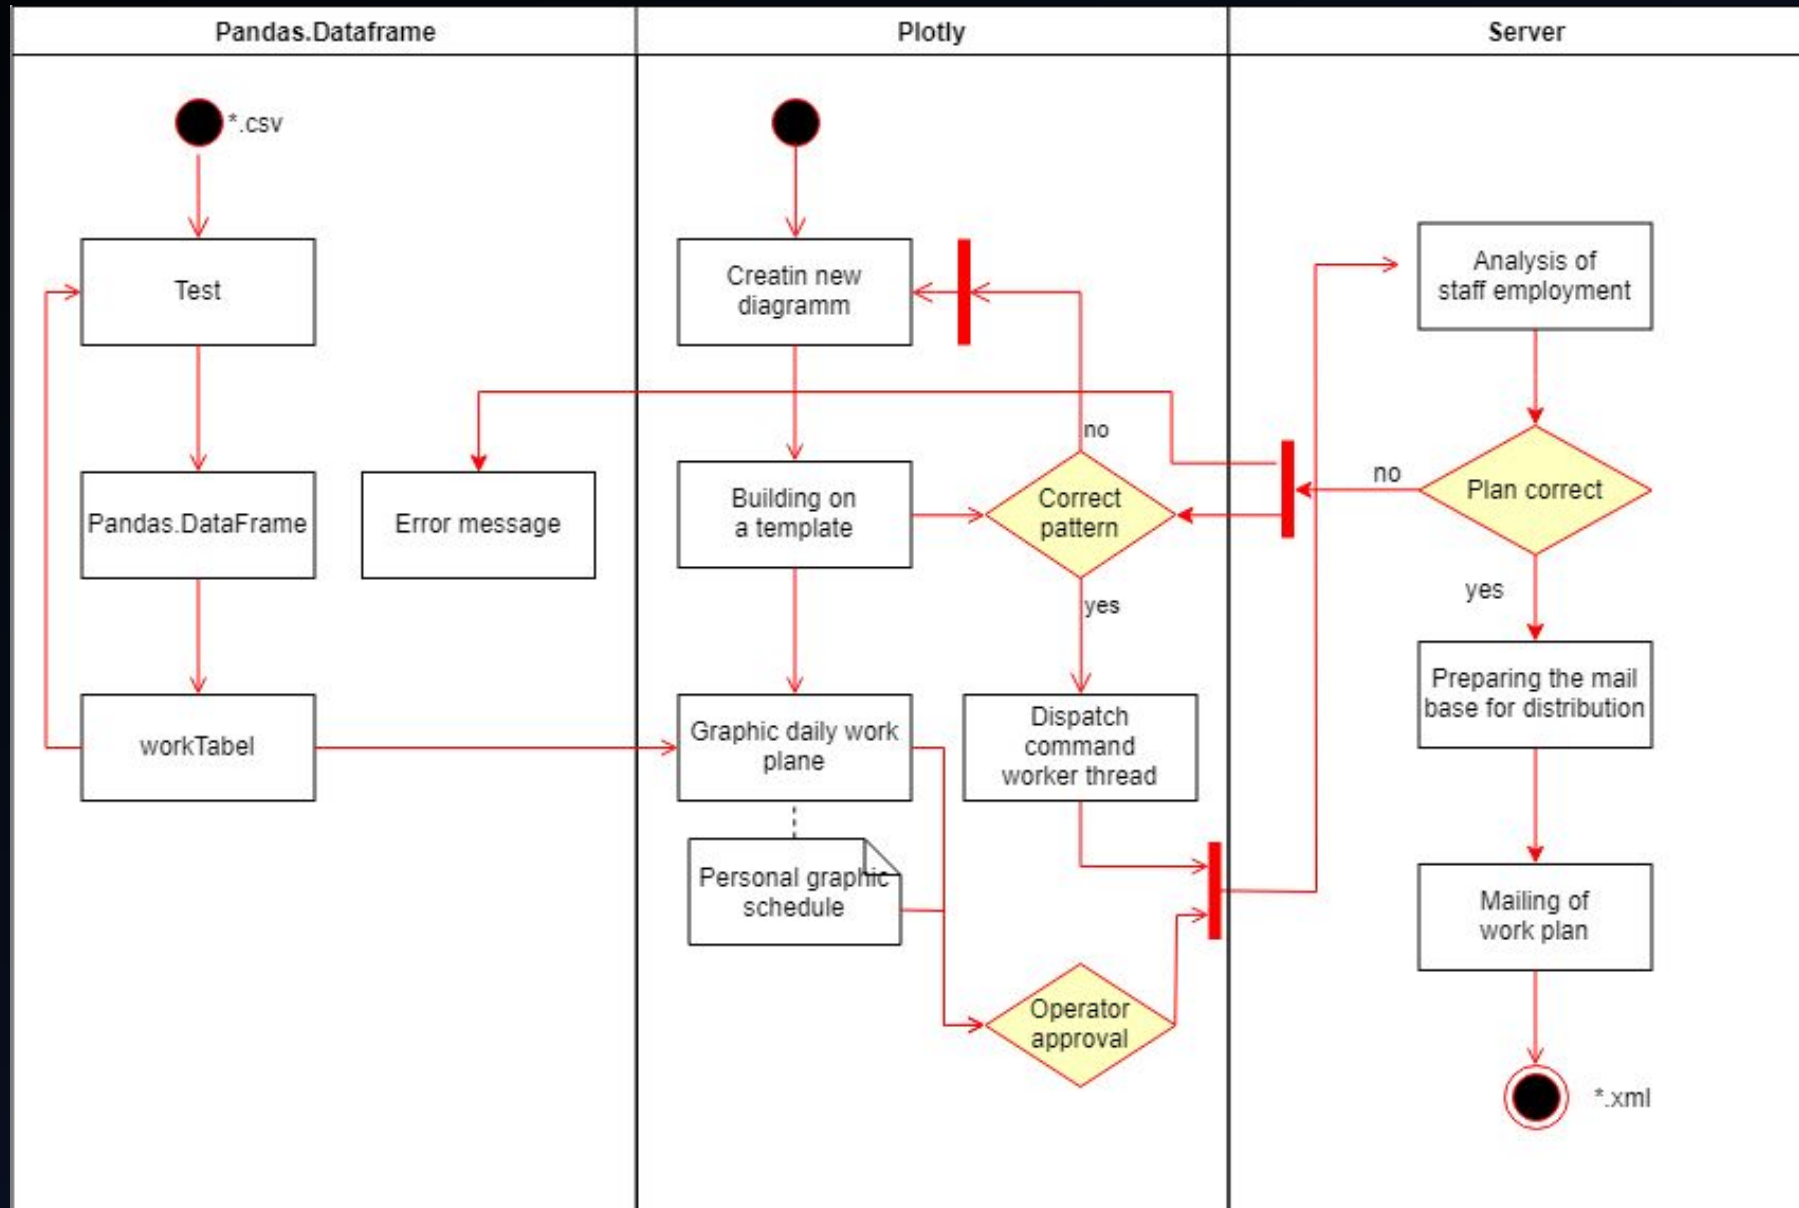 Pandas.Dataframe
Plotly
Server
*.csv
Test
Pandas.DataFrame
Error message
workTabel
Creatin new
diagramm
no
Building on
a template
Correct
pattern
yes
Graphic daily work
plane
Dispatch
command
worker thread
Personal graphic
schedule
Operator
approval
Analysis of
staff employment
no
Plan correct
yes
Preparing the mail
base for distribution
Mailing of
work plan
*.xml